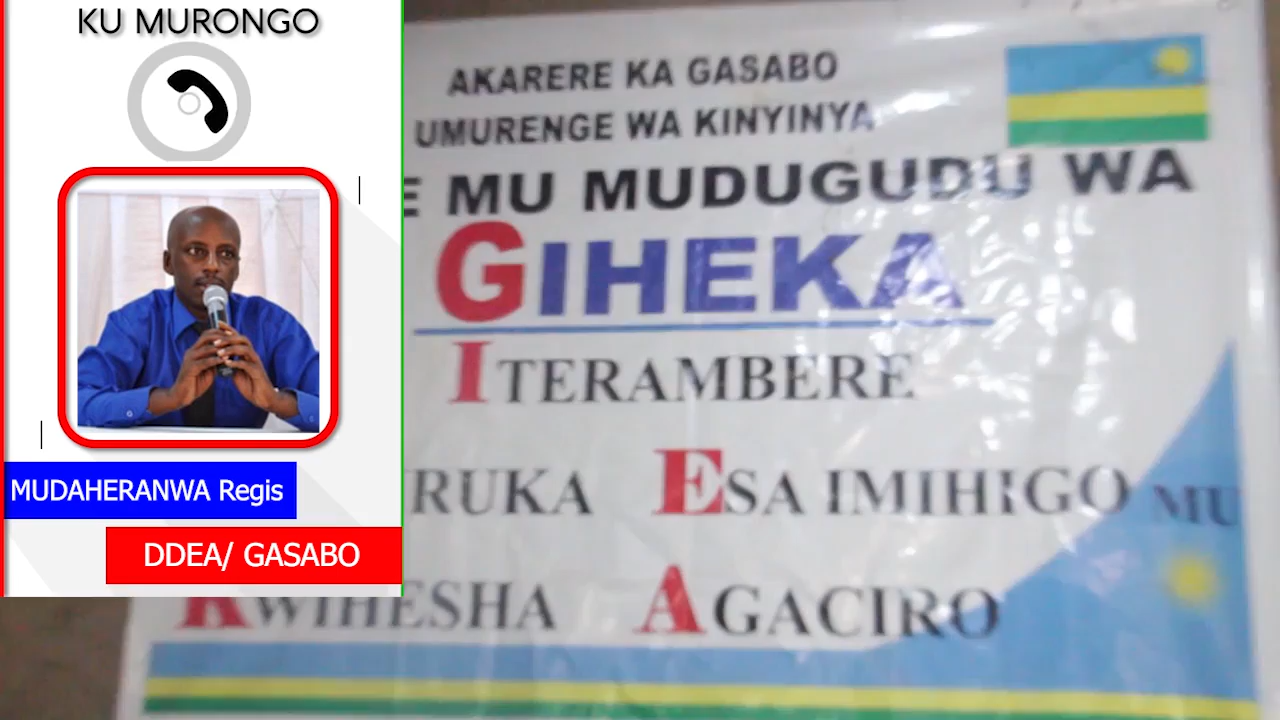 KU MURONGO
MUDAHERANWA Regis
DDEA/ GASABO
AKARERE KA GASABO
UMURENGE WA KINYINYA
E MU MUDUGUDU WA
GIHEKA
ITERAMBERE
RUKA ESA IMIHIGO MU
KWIHESHA AGACIRO